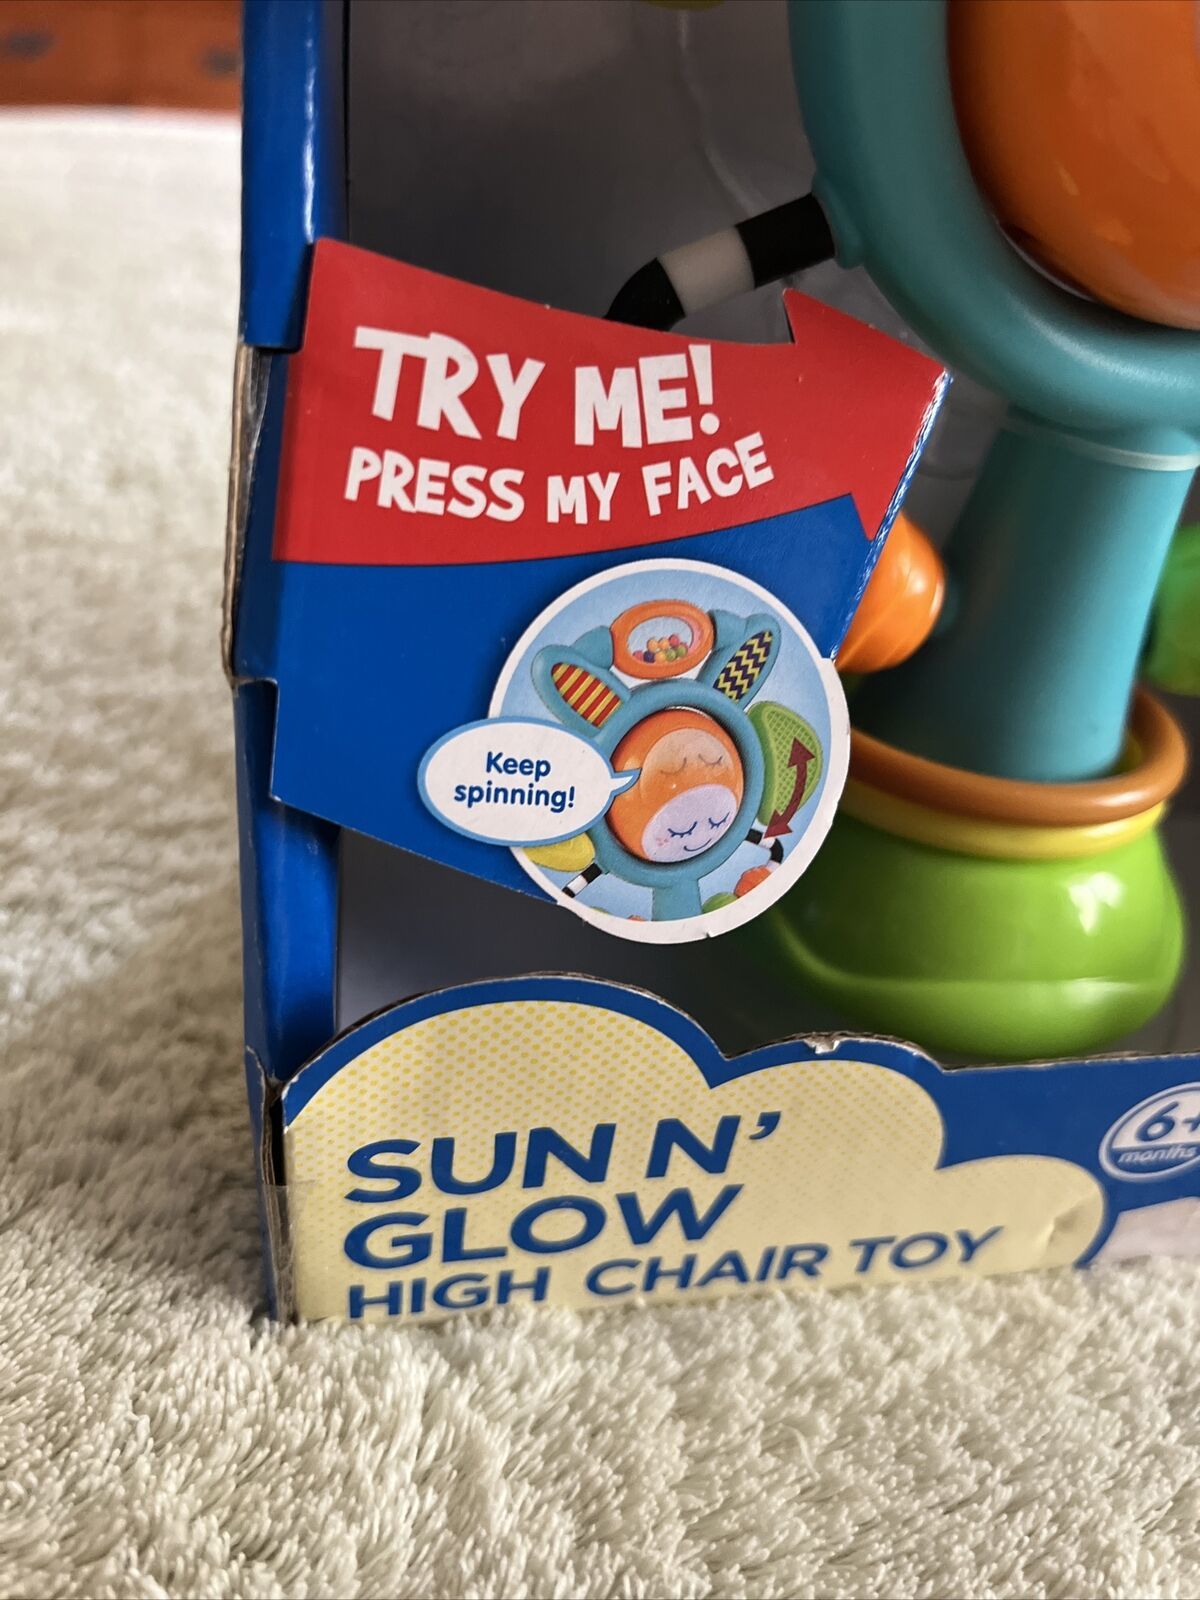 TRY ME!
PRESS MY FACE
Keep
spinning!
6+
months
SUN N'
GLOW
HIGH CHAIR TOY